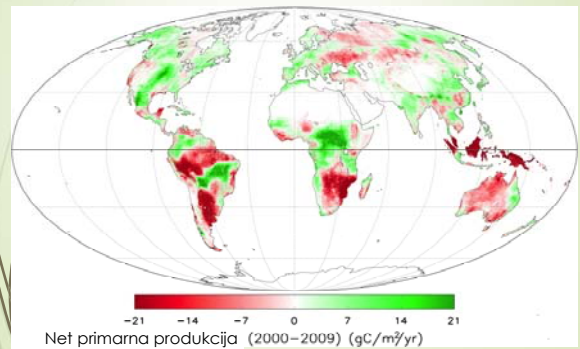 −21 −14 −7 0 7 14 21
Net primarna produkcija (2000−2009) (gC/m²/yr)